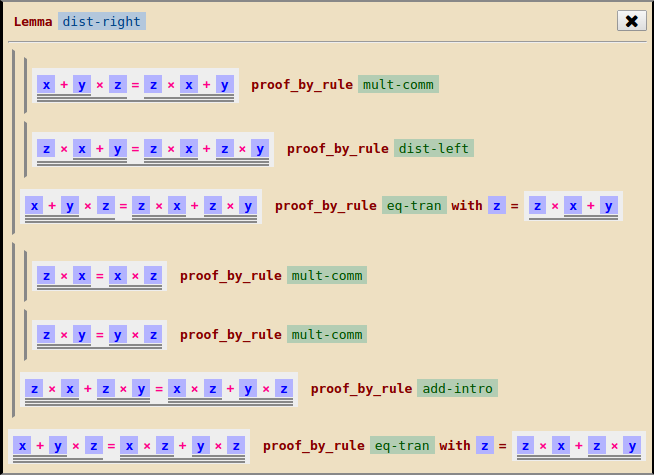 Lemma dist-right
x + y × z = z × x + y proof_by_rule mult-comm
z × x + y = z × x + z × y proof_by_rule dist-left
x + y × z = z × x + z × y proof_by_rule eq-tran with z = z × x + y
z × x = x × z proof_by_rule mult-comm
z × y = y × z proof_by_rule mult-comm
z × x + z × y = x × z + y × z proof_by_rule add-intro
x + y × z = x × z + y × z proof_by_rule eq-tran with z = z × x + z × y